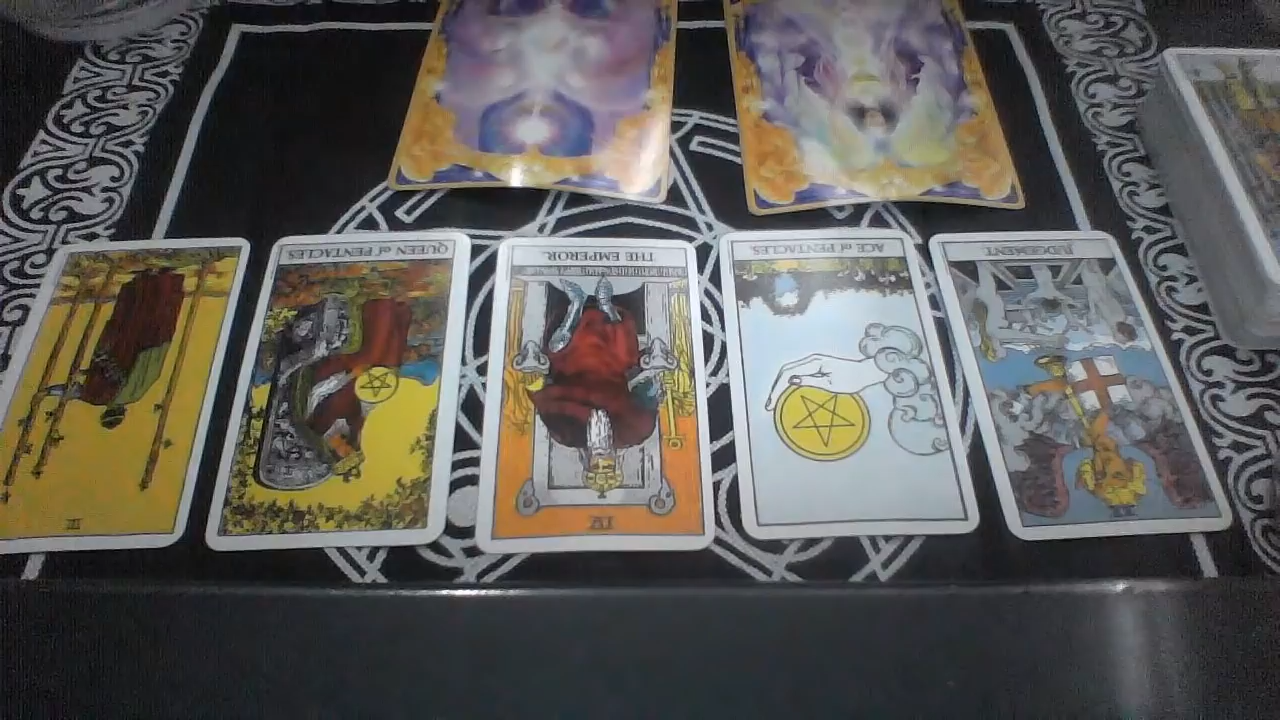 III
QUEEN of PENTACLES.
THE EMPEROR.
IV
ACE of PENTACLES.
JUDGEMENT.